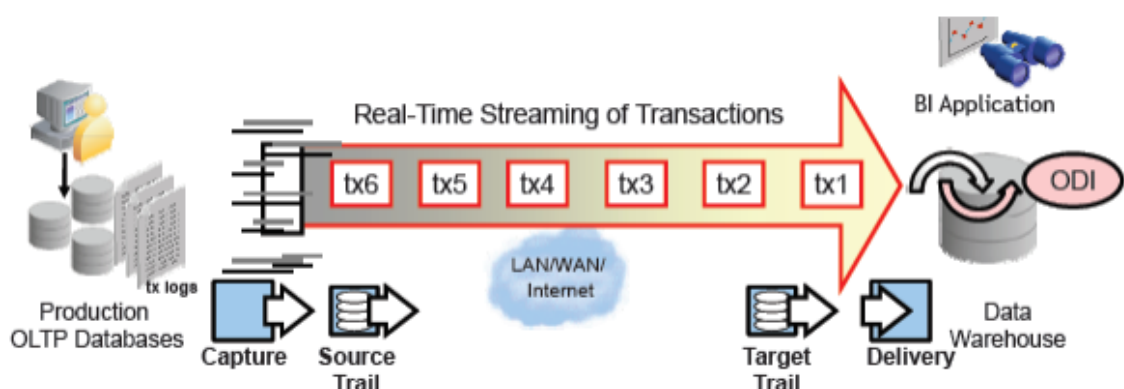 BI Application
Real-Time Streaming of Transactions
tx6 tx5 tx4 tx3 tx2 tx1
ODI
tx logs
LAN/WAN/
Internet
Production
OLTP Databases
Data
Warehouse
Capture
Source
Trail
Target
Trail
Delivery